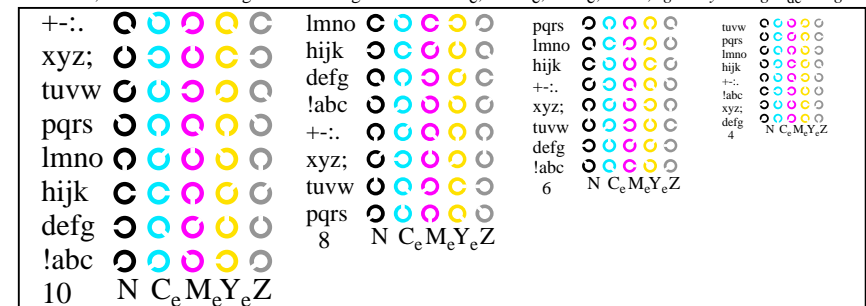 +-:.
xyz;
tuvw
pqrs
lmno
hijk
defg
!abc
10 N CeMeYeZ
lmno
hijk
defg
!abc
+-:.
xyz;
tuvw
pqrs
8 N CeMeYeZ
pqrs
lmno
hijk
+-:.
xyz;
tuvw
defg
!abc
6 N CeMeYeZ
tuvw
pqrs
lmno
hijk
+-:.
!abc
xyz;
defg
4 N CeMeYeZ